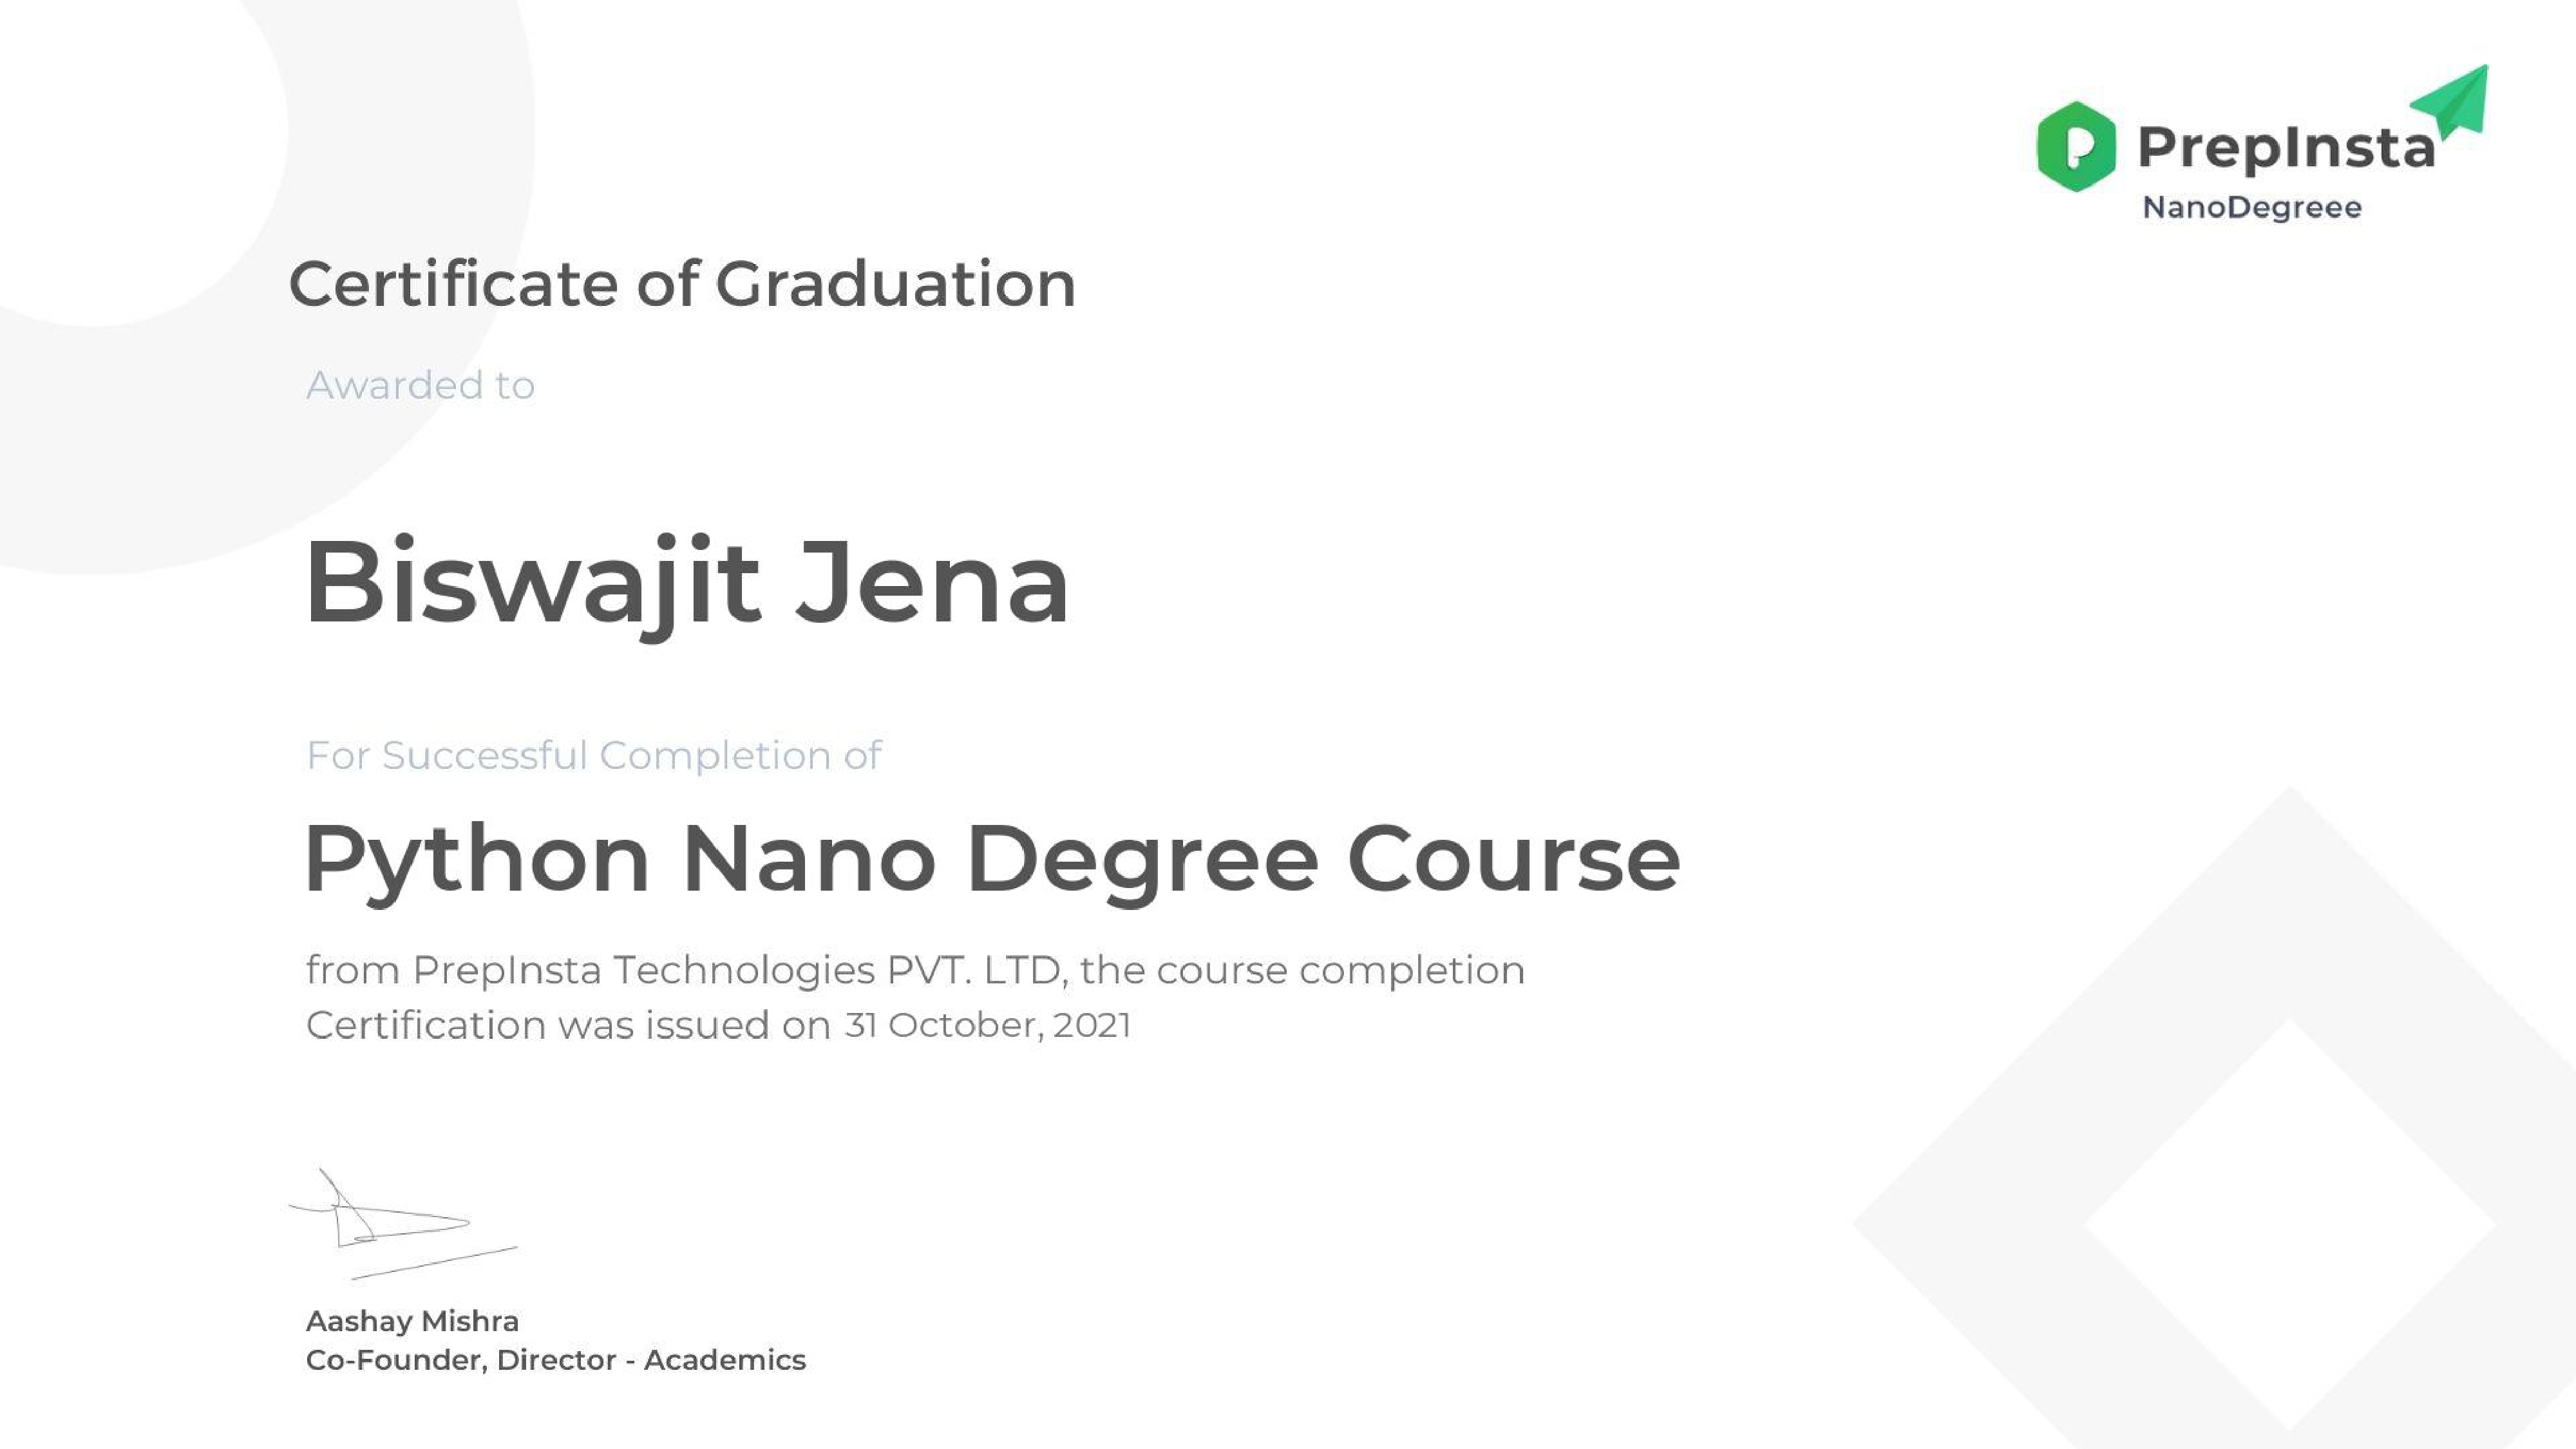 PrepInsta
NanoDegreee
Certificate of Graduation
Awarded to
Biswajit Jena
For Successful Completion of
Python Nano Degree Course
from PrepInsta Technologies PVT. LTD, the course completion
Certification was issued on 31 October, 2021
Aashay Mishra
Co-Founder, Director - Academics